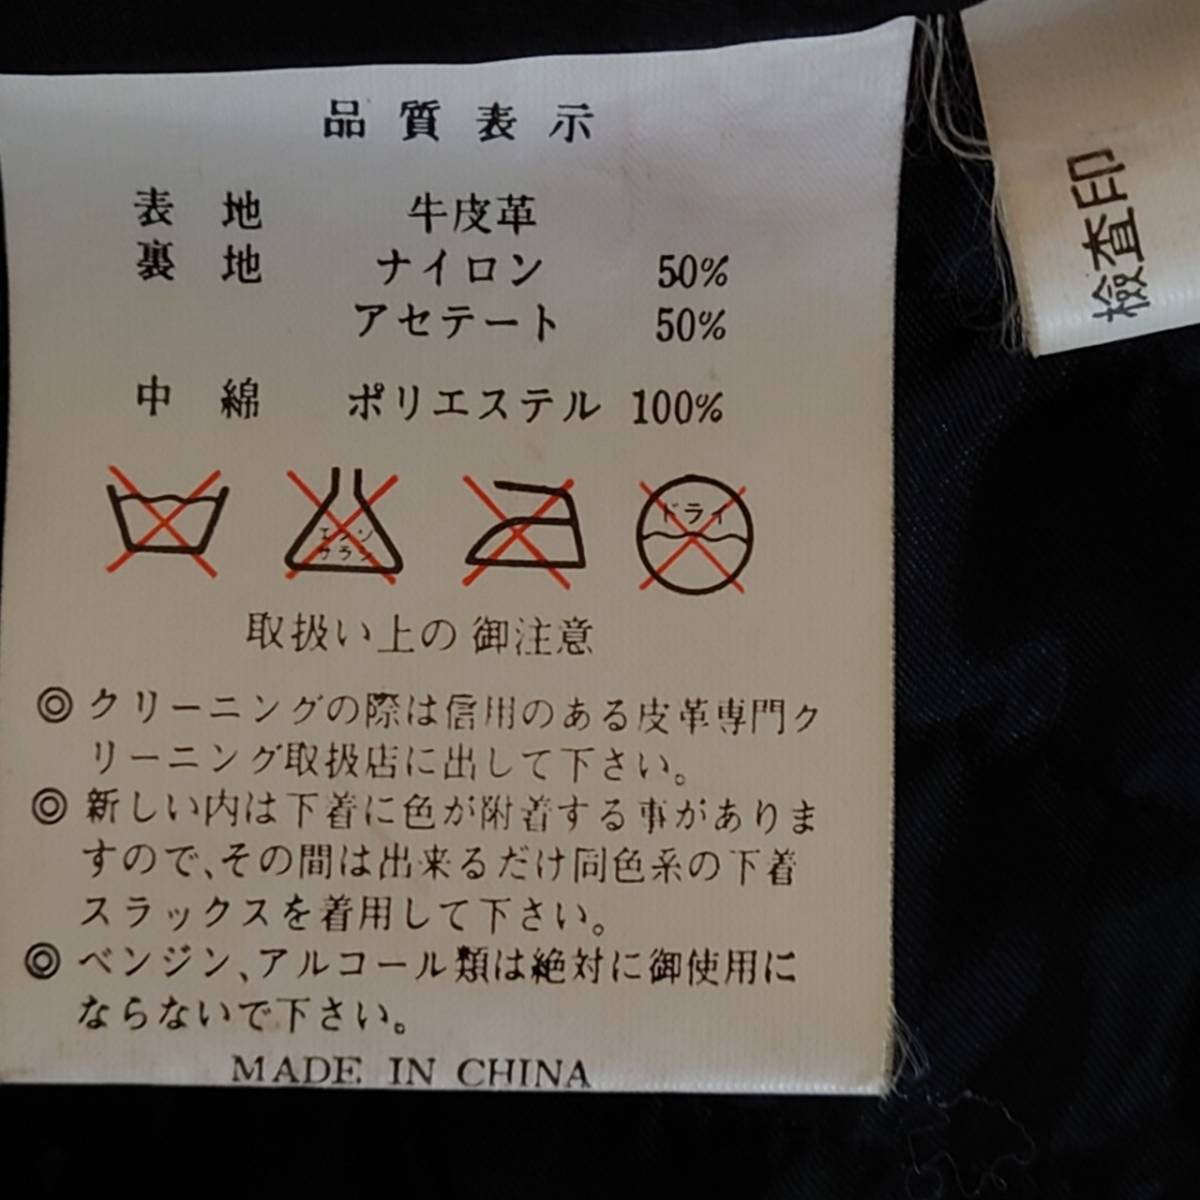 品質表示
表地 牛皮革
裏地 ナイロン 50%
アセテート 50%
中綿 ポリエステル 100%
エンソ
サラシ
ドライ
取扱い上の御注意
◎ クリーニングの際は信用のある皮革専門ク
リーニング取扱店に出して下さい。
◎ 新しい内は下着に色が附着する事がありま
すので、その間は出来るだけ同色系の下着
スラックスを着用して下さい。
◎ ベンジン、アルコール類は絶対に御使用に
ならないで下さい。
MADE IN CHINA
検査印